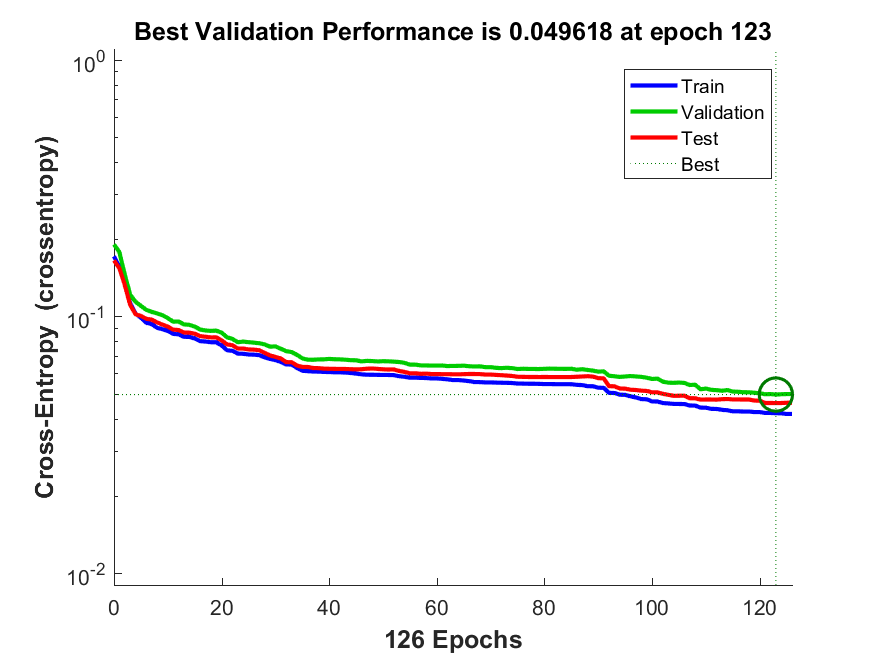 Best Validation Performance is 0.049618 at epoch 123
10^0
10^-1
10^-2
Cross-Entropy (crossentropy)
Train
Validation
Test
Best
0 20 40 60 80 100 120
126 Epochs